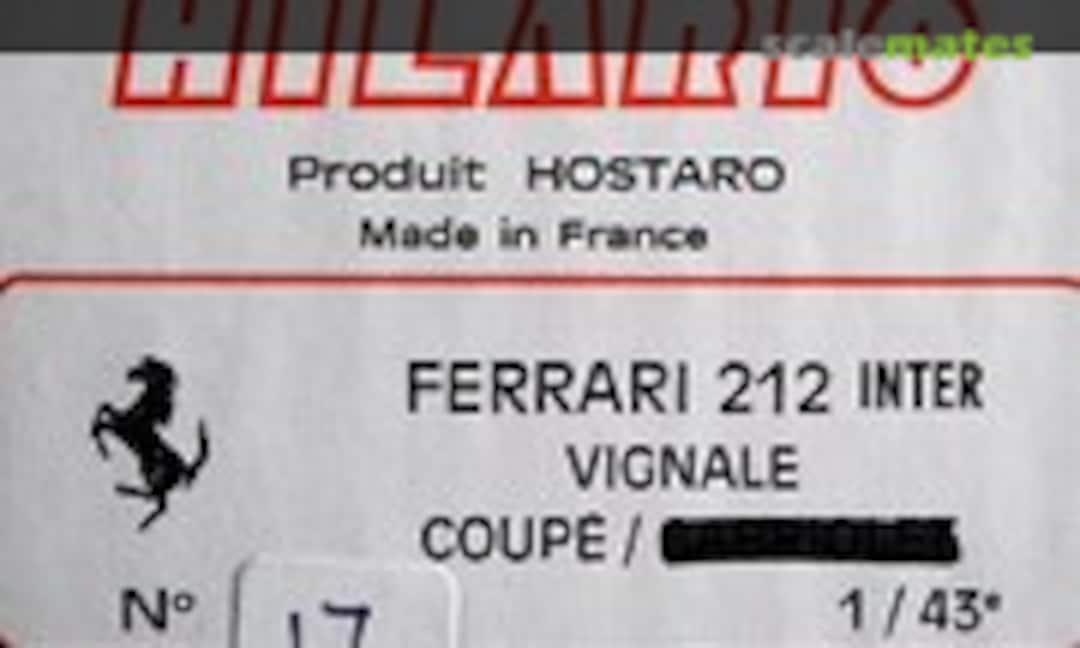 HILARIO
scalemates
Produit HOSTARO
Made in France
FERRARI 212 INTER
VIGNALE
COUPÉ /
N° 17
1 / 43e